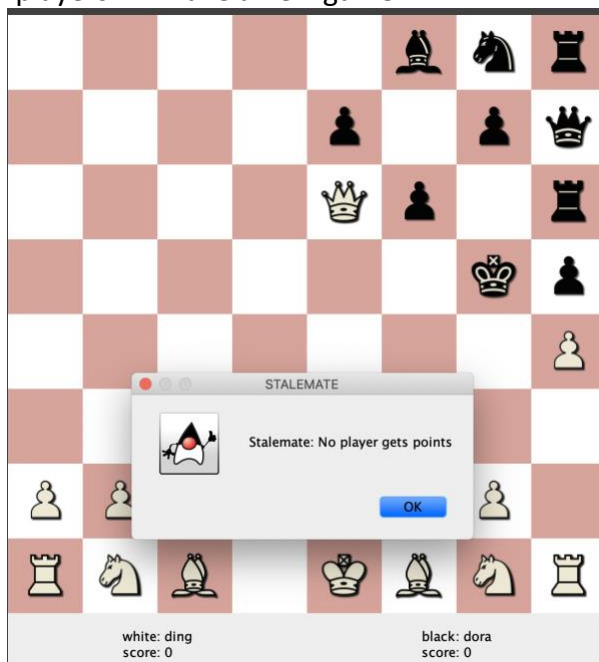 STALEMATE
Stalemate: No player gets points
OK
white: ding
score: 0
black: dora
score: 0